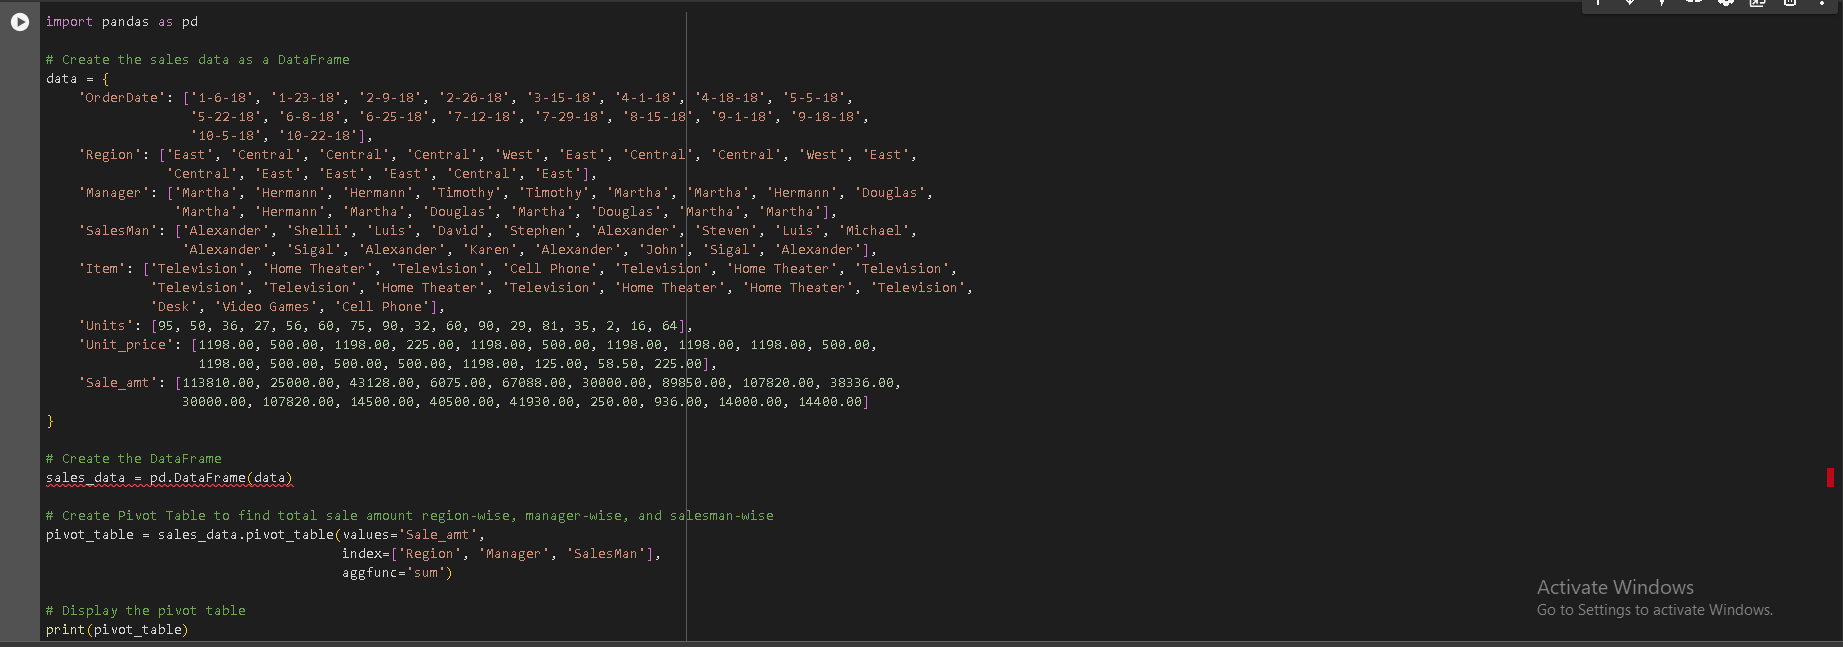 import pandas as pd
# Create the sales data as a DataFrame
data = {
    'OrderDate': ['1-6-18', '1-23-18', '2-9-18', '2-26-18', '3-15-18', '4-1-18', '4-18-18', '5-5-18',
                  '5-22-18', '6-8-18', '6-25-18', '7-12-18', '7-29-18', '8-15-18', '9-1-18', '9-18-18',
                  '10-5-18', '10-22-18'],
    'Region': ['East', 'Central', 'Central', 'Central', 'West', 'East', 'Central', 'Central', 'West', 'East',
               'Central', 'East', 'East', 'East', 'Central', 'East'],
    'Manager': ['Martha', 'Hermann', 'Hermann', 'Timothy', 'Timothy', 'Martha', 'Martha', 'Hermann', 'Douglas',
                'Martha', 'Hermann', 'Martha', 'Douglas', 'Martha', 'Douglas', 'Martha', 'Martha'],
    'SalesMan': ['Alexander', 'Shelli', 'Luis', 'David', 'Stephen', 'Alexander', 'Steven', 'Luis', 'Michael',
                 'Alexander', 'Sigal', 'Alexander', 'Karen', 'Alexander', 'John', 'Sigal', 'Alexander'],
    'Item': ['Television', 'Home Theater', 'Television', 'Cell Phone', 'Television', 'Home Theater', 'Television',
             'Television', 'Television', 'Home Theater', 'Television', 'Home Theater', 'Home Theater', 'Television',
             'Desk', 'Video Games', 'Cell Phone'],
    'Units': [95, 50, 36, 27, 56, 60, 75, 90, 32, 60, 90, 29, 81, 35, 2, 16, 64],
    'Unit_price': [1198.00, 500.00, 1198.00, 225.00, 1198.00, 500.00, 1198.00, 1198.00, 1198.00, 500.00,
                   1198.00, 500.00, 500.00, 500.00, 1198.00, 125.00, 58.50, 225.00],
    'Sale_amt': [113810.00, 25000.00, 43128.00, 6075.00, 67088.00, 30000.00, 89850.00, 107820.00, 38336.00,
                 30000.00, 107820.00, 14500.00, 40500.00, 41930.00, 250.00, 936.00, 14000.00, 14400.00]
}
# Create the DataFrame
sales_data = pd.DataFrame(data)
# Create Pivot Table to find total sale amount region-wise, manager-wise, and salesman-wise
pivot_table = sales_data.pivot_table(values='Sale_amt',
                                     index=['Region', 'Manager', 'SalesMan'],
                                     aggfunc='sum')
# Display the pivot table
print(pivot_table)
Activate Windows
Go to Settings to activate Windows.